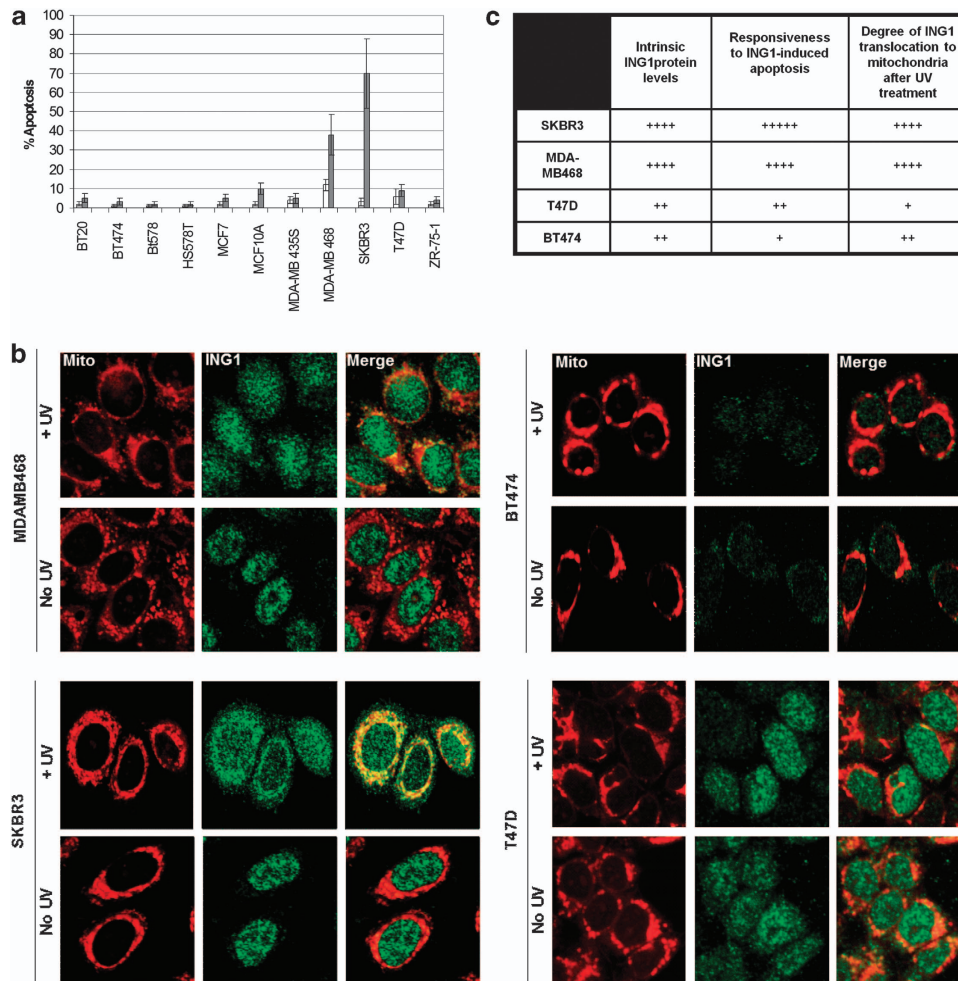 a
% Apoptosis
100
90
80
70
60
50
40
30
20
10
0
BT20
BT474
Bt578
HS578T
MCF7
MCF10A
MDA-MB 435S
MDA-MB 468
SKBR3
T47D
ZR-75-1
c
Intrinsic
ING1protein
levels
Responsiveness
to ING1-induced
apoptosis
Degree of ING1
translocation to
mitochondria
after UV
treatment
SKBR3 ++++ +++++ ++++
MDA-
MB468 ++++ ++++ ++++
T47D ++ ++ +
BT474 ++ + ++
b
MDAMB468
+ UV
No UV
Mito ING1 Merge
BT474
+ UV
No UV
Mito ING1 Merge
SKBR3
+ UV
No UV
T47D
+ UV
No UV